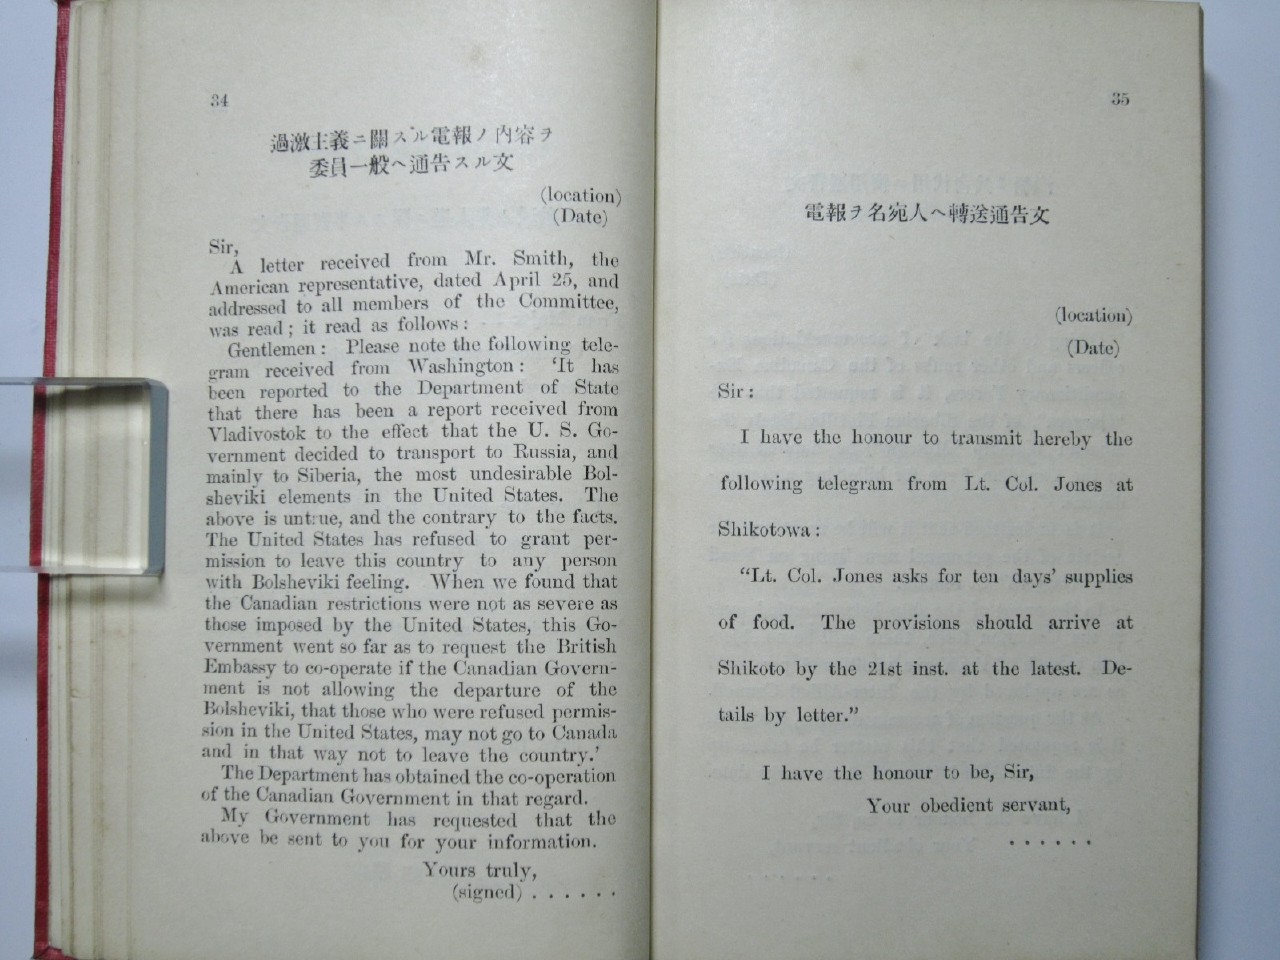 34
過激主義ニ關スル電報ノ內容ヲ
委員一般ヘ通告スル文
(location)
(Date)
Sir,
A letter received from Mr. Smith, the
American representative, dated April 25, and
addressed to all members of the Committee,
was read; it read as follows:
Gentlemen: Please note the following tele-
gram received from Washington: 'It has
been reported to the Department of State
that there has been a report received from
Vladivostok to the effect that the U. S. Go-
vernment decided to transport to Russia, and
mainly to Siberia, the most undesirable Bol-
sheviki elements in the United States. The
above is untrue, and the contrary to the facts.
The United States has refused to grant per-
mission to leave this country to any person
with Bolsheviki feeling. When we found that
the Canadian restrictions were not as severe as
those imposed by the United States, this Go-
vernment went so far as to request the British
Embassy to co-operate if the Canadian Govern-
ment is not allowing the departure of the
Bolsheviki, that those who were refused permis-
sion in the United States, may not go to Canada
and in that way not to leave the country.'
The Department has obtained the co-operation
of the Canadian Government in that regard.
My Government has requested that the
above be sent to you for your information.
Yours truly,
(signed) . . . . . .
35
電報ヲ名宛人ヘ轉送通告文
(location)
(Date)
Sir:
I have the honour to transmit hereby the
following telegram from Lt. Col. Jones at
Shikotowa:
"Lt. Col. Jones asks for ten days' supplies
of food. The provisions should arrive at
Shikoto by the 21st inst. at the latest. De-
tails by letter."
I have the honour to be, Sir,
Your obedient servant,
. . . . . .